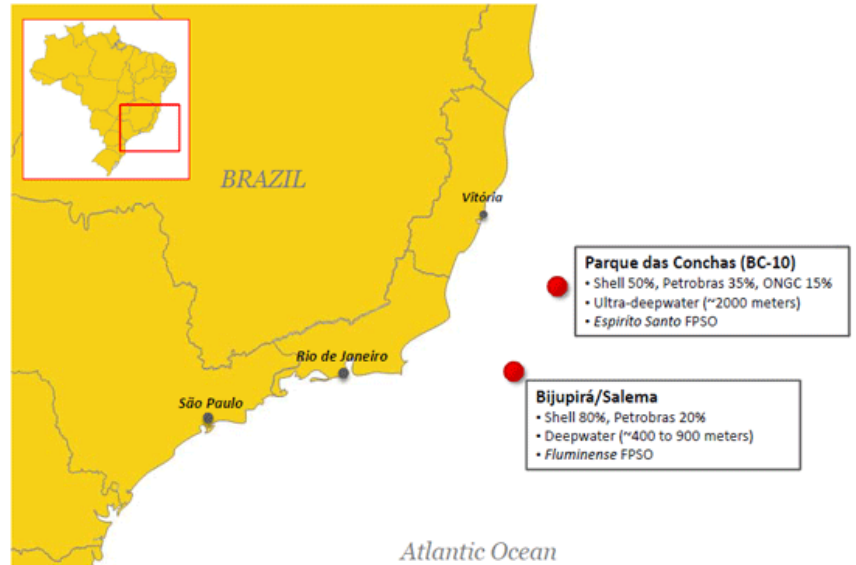 BRAZIL
Vitória
Parque das Conchas (BC-10)
• Shell 50%, Petrobras 35%, ONGC 15%
• Ultra-deepwater (~2000 meters)
• Espiríto Santo FPSO
Rio de Janeiro
São Paulo
Bijupirá/Salema
• Shell 80%, Petrobras 20%
• Deepwater (~400 to 900 meters)
• Fluminense FPSO
Atlantic Ocean